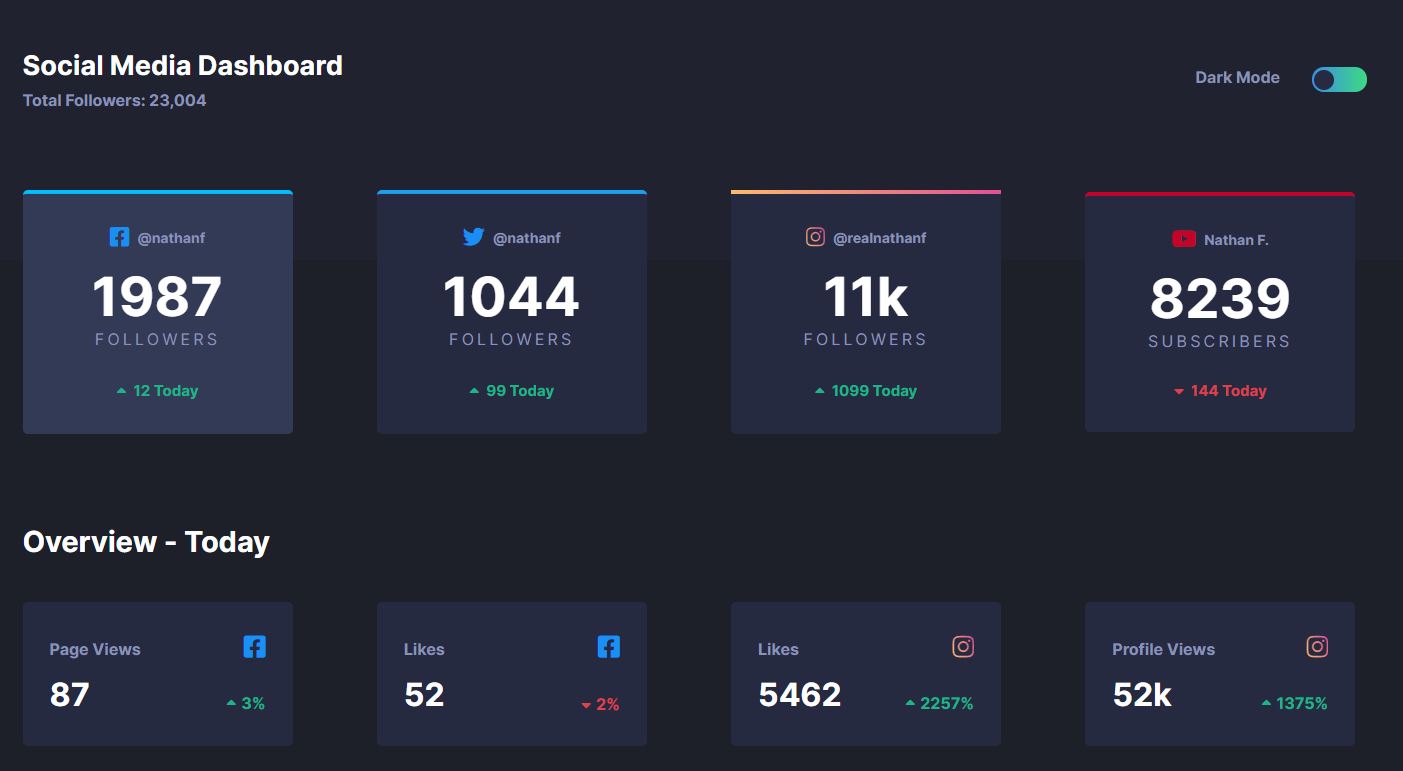 Social Media Dashboard
Total Followers: 23,004
Dark Mode
@nathanf
1987
FOLLOWERS
12 Today
@nathanf
1044
FOLLOWERS
99 Today
@realnathanf
11k
FOLLOWERS
1099 Today
Nathan F.
8239
SUBSCRIBERS
144 Today
Overview - Today
Page Views
87
3%
Likes
52
2%
Likes
5462
2257%
Profile Views
52k
1375%